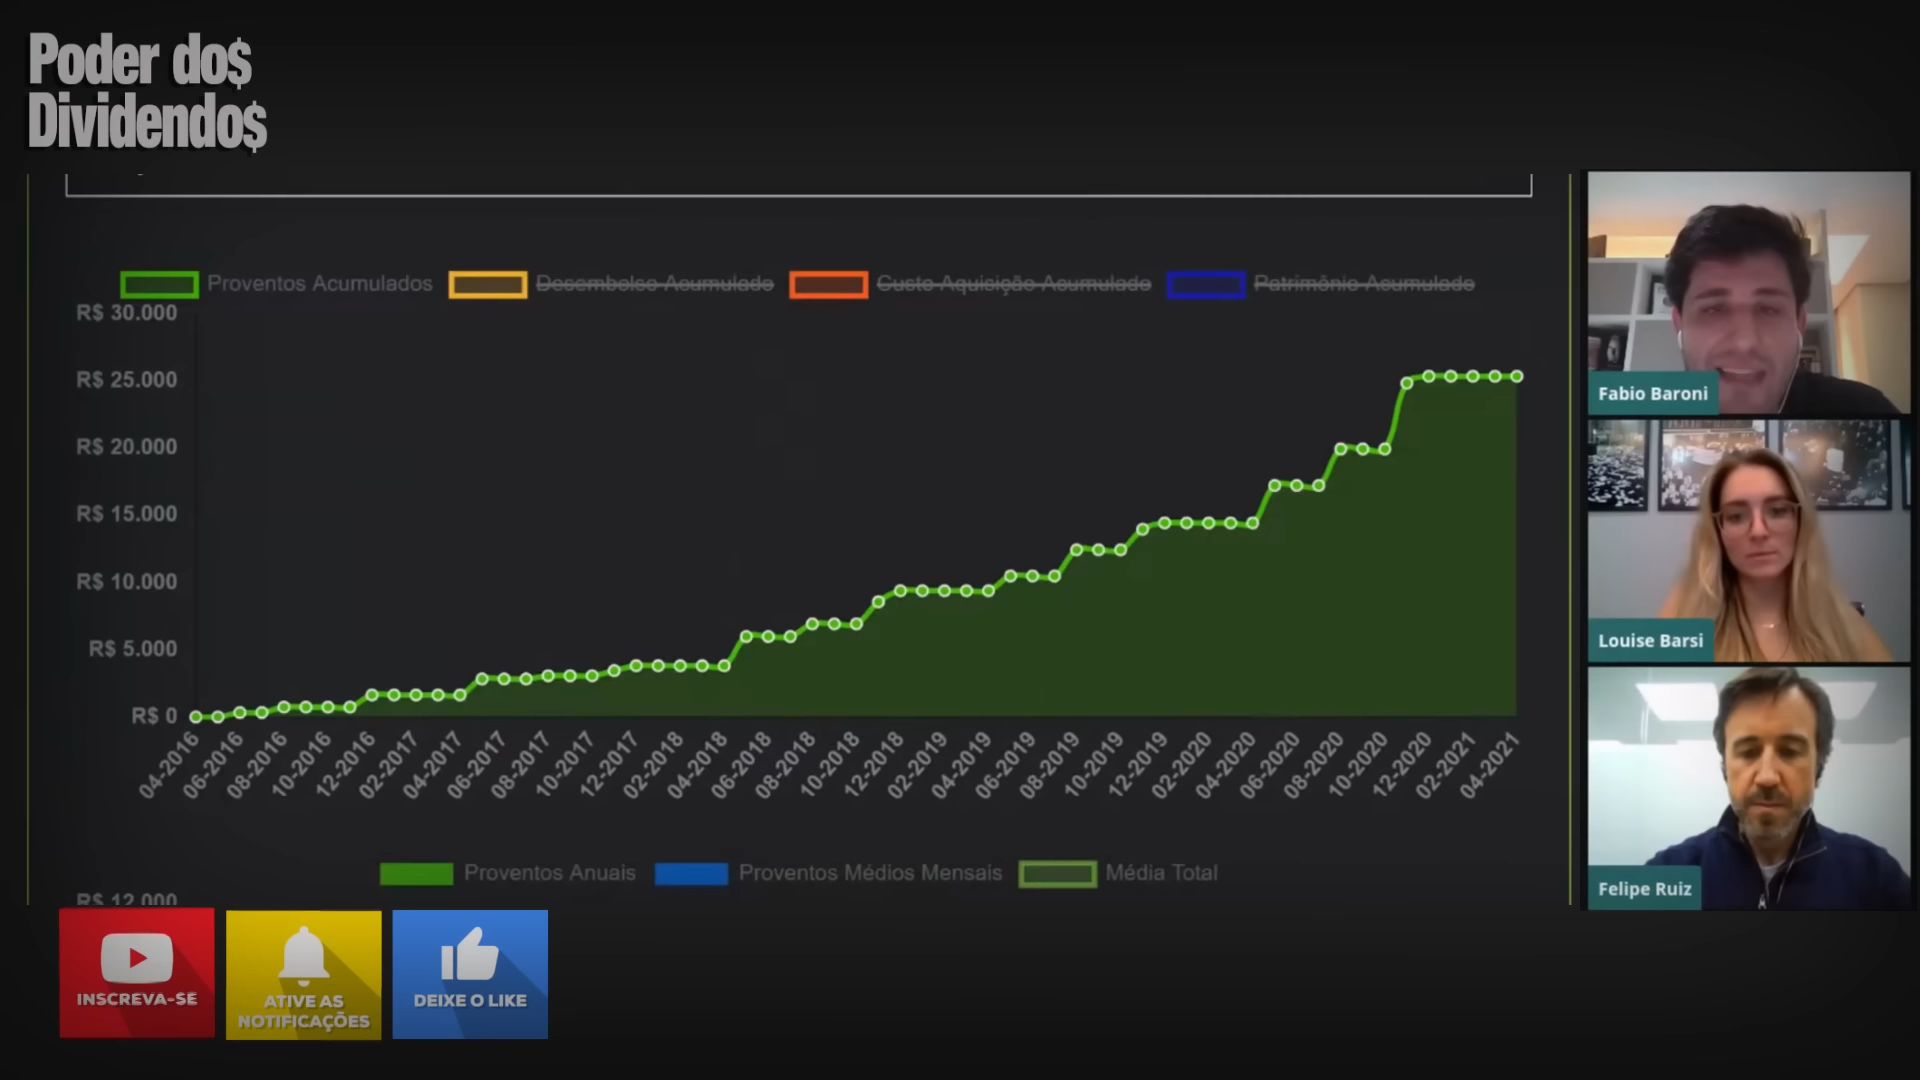 Poder do$
Dividendo$
Proventos Acumulados Desembolso Acumulado Custo Aquisição Acumulado Patrimônio Acumulado
R$ 30.000
R$ 25.000
R$ 20.000
R$ 15.000
R$ 10.000
R$ 5.000
R$ 0
04-2016 06-2016 08-2016 10-2016 12-2016 02-2017 04-2017 06-2017 08-2017 10-2017 12-2017 02-2018 04-2018 06-2018 08-2018 10-2018 12-2018 02-2019 04-2019 06-2019 08-2019 10-2019 12-2019 02-2020 04-2020 06-2020 08-2020 10-2020 12-2020 02-2021 04-2021
Proventos Anuais Proventos Médios Mensais Média Total
R$ 12.000
Fabio Baroni
Louise Barsi
Felipe Ruiz
INSCREVA-SE
ATIVE AS
NOTIFICAÇÕES
DEIXE O LIKE